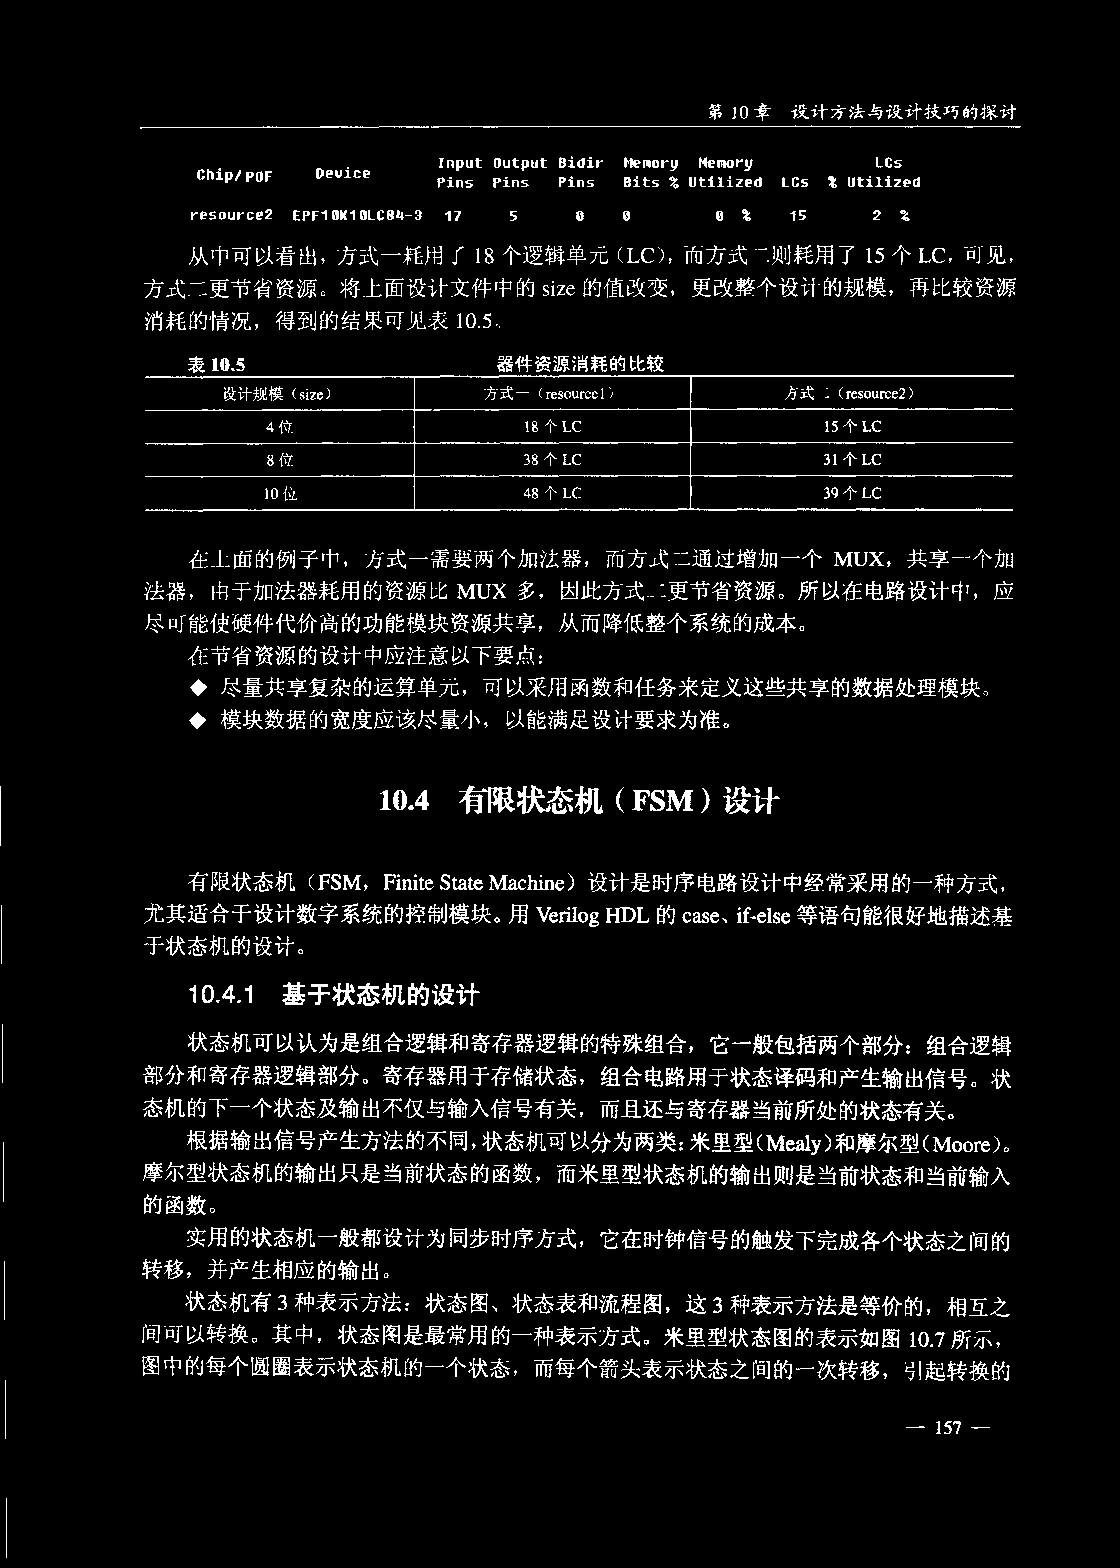 第 10 章 设计方法与设计技巧的探讨
Input Output Bidir Memory Memory LCs
Chip/POF Device Pins Pins Pins Bits % Utilized LCs % Utilized
resource2 EPF10K10LC84-3 17 5 0 0 0 % 15 2 %
从中可以看出，方式一耗用了 18 个逻辑单元（LC），而方式二则耗用了 15 个 LC，可见，
方式二更节省资源。将上面设计文件中的 size 的值改变，更改整个设计的规模，再比较资源
消耗的情况，得到的结果可见表 10.5。
表 10.5 器件资源消耗的比较
设计规模（size） 方式一（resource1） 方式二（resource2）
4 位 18 个 LC 15 个 LC
8 位 38 个 LC 31 个 LC
10 位 48 个 LC 39 个 LC
在上面的例子中，方式一需要两个加法器，而方式二通过增加一个 MUX，共享一个加
法器，由于加法器耗用的资源比 MUX 多，因此方式二更节省资源。所以在电路设计中，应
尽可能使硬件代价高的功能模块资源共享，从而降低整个系统的成本。
在节省资源的设计中应注意以下要点：
◆ 尽量共享复杂的运算单元，可以采用函数和任务来定义这些共享的数据处理模块。
◆ 模块数据的宽度应该尽量小，以能满足设计要求为准。
10.4 有限状态机（FSM）设计
有限状态机（FSM，Finite State Machine）设计是时序电路设计中经常采用的一种方式，
尤其适合于设计数字系统的控制模块。用 Verilog HDL 的 case、if-else 等语句能很好地描述基
于状态机的设计。
10.4.1 基于状态机的设计
状态机可以认为是组合逻辑和寄存器逻辑的特殊组合，它一般包括两个部分：组合逻辑
部分和寄存器逻辑部分。寄存器用于存储状态，组合电路用于状态译码和产生输出信号。状
态机的下一个状态及输出不仅与输入信号有关，而且还与寄存器当前所处的状态有关。
根据输出信号产生方法的不同，状态机可以分为两类：米里型（Mealy）和摩尔型（Moore）。
摩尔型状态机的输出只是当前状态的函数，而米里型状态机的输出则是当前状态和当前输入
的函数。
实用的状态机一般都设计为同步时序方式，它在时钟信号的触发下完成各个状态之间的
转移，并产生相应的输出。
状态机有 3 种表示方法：状态图、状态表和流程图，这 3 种表示方法是等价的，相互之
间可以转换。其中，状态图是最常用的一种表示方式。米里型状态图的表示如图 10.7 所示，
图中的每个圆圈表示状态机的一个状态，而每个箭头表示状态之间的一次转移，引起转换的
— 157 —